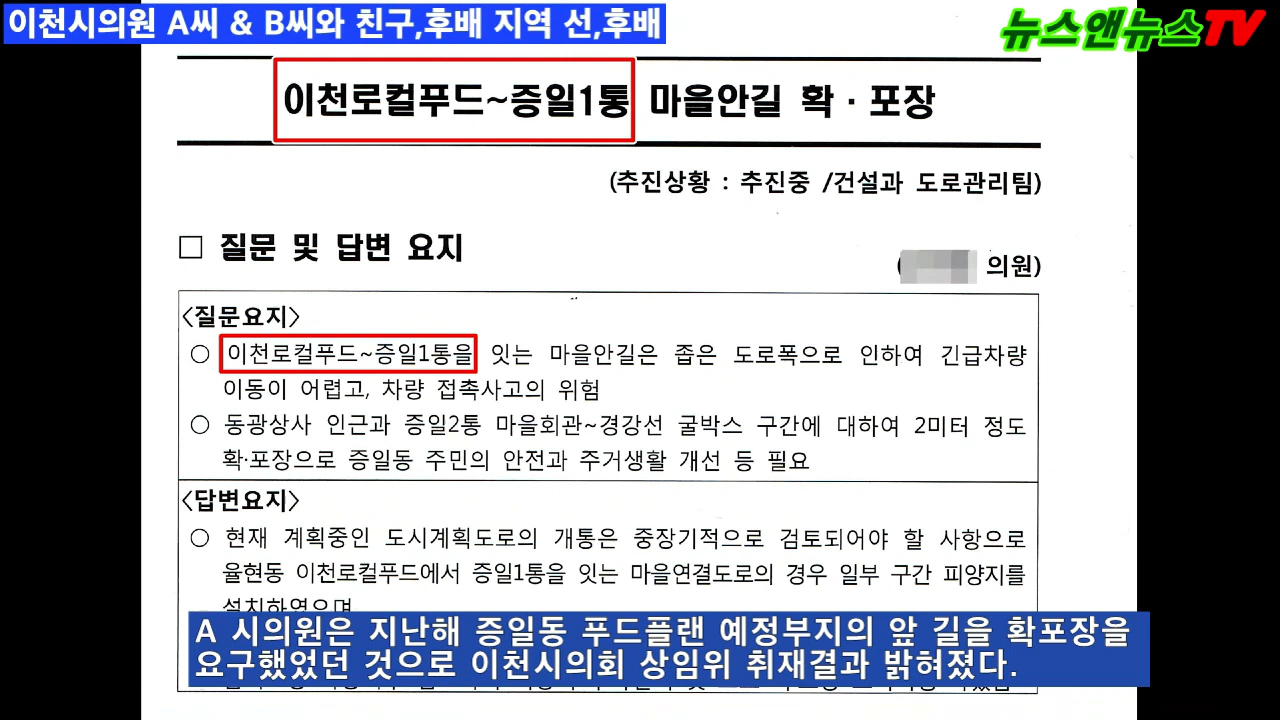 이천시의원 A씨 & B씨와 친구,후배 지역 선,후배
뉴스앤뉴스TV
이천로컬푸드~증일1통 마을안길 확·포장
(추진상황 : 추진중 /건설과 도로관리팀)
□ 질문 및 답변 요지
( 의원)
<질문요지>
○ 이천로컬푸드~증일1통을 잇는 마을안길은 좁은 도로폭으로 인하여 긴급차량
이동이 어렵고, 차량 접촉사고의 위험
○ 동광상사 인근과 증일2통 마을회관~경강선 굴박스 구간에 대하여 2미터 정도
확·포장으로 증일동 주민의 안전과 주거생활 개선 등 필요
<답변요지>
○ 현재 계획중인 도시계획도로의 개통은 중장기적으로 검토되어야 할 사항으로
율현동 이천로컬푸드에서 증일1통을 잇는 마을연결도로의 경우 일부 구간 피양지를
설치하였으며
A 시의원은 지난해 증일동 푸드플랜 예정부지의 앞 길을 확포장을
요구했었던 것으로 이천시의회 상임위 취재결과 밝혀졌다.